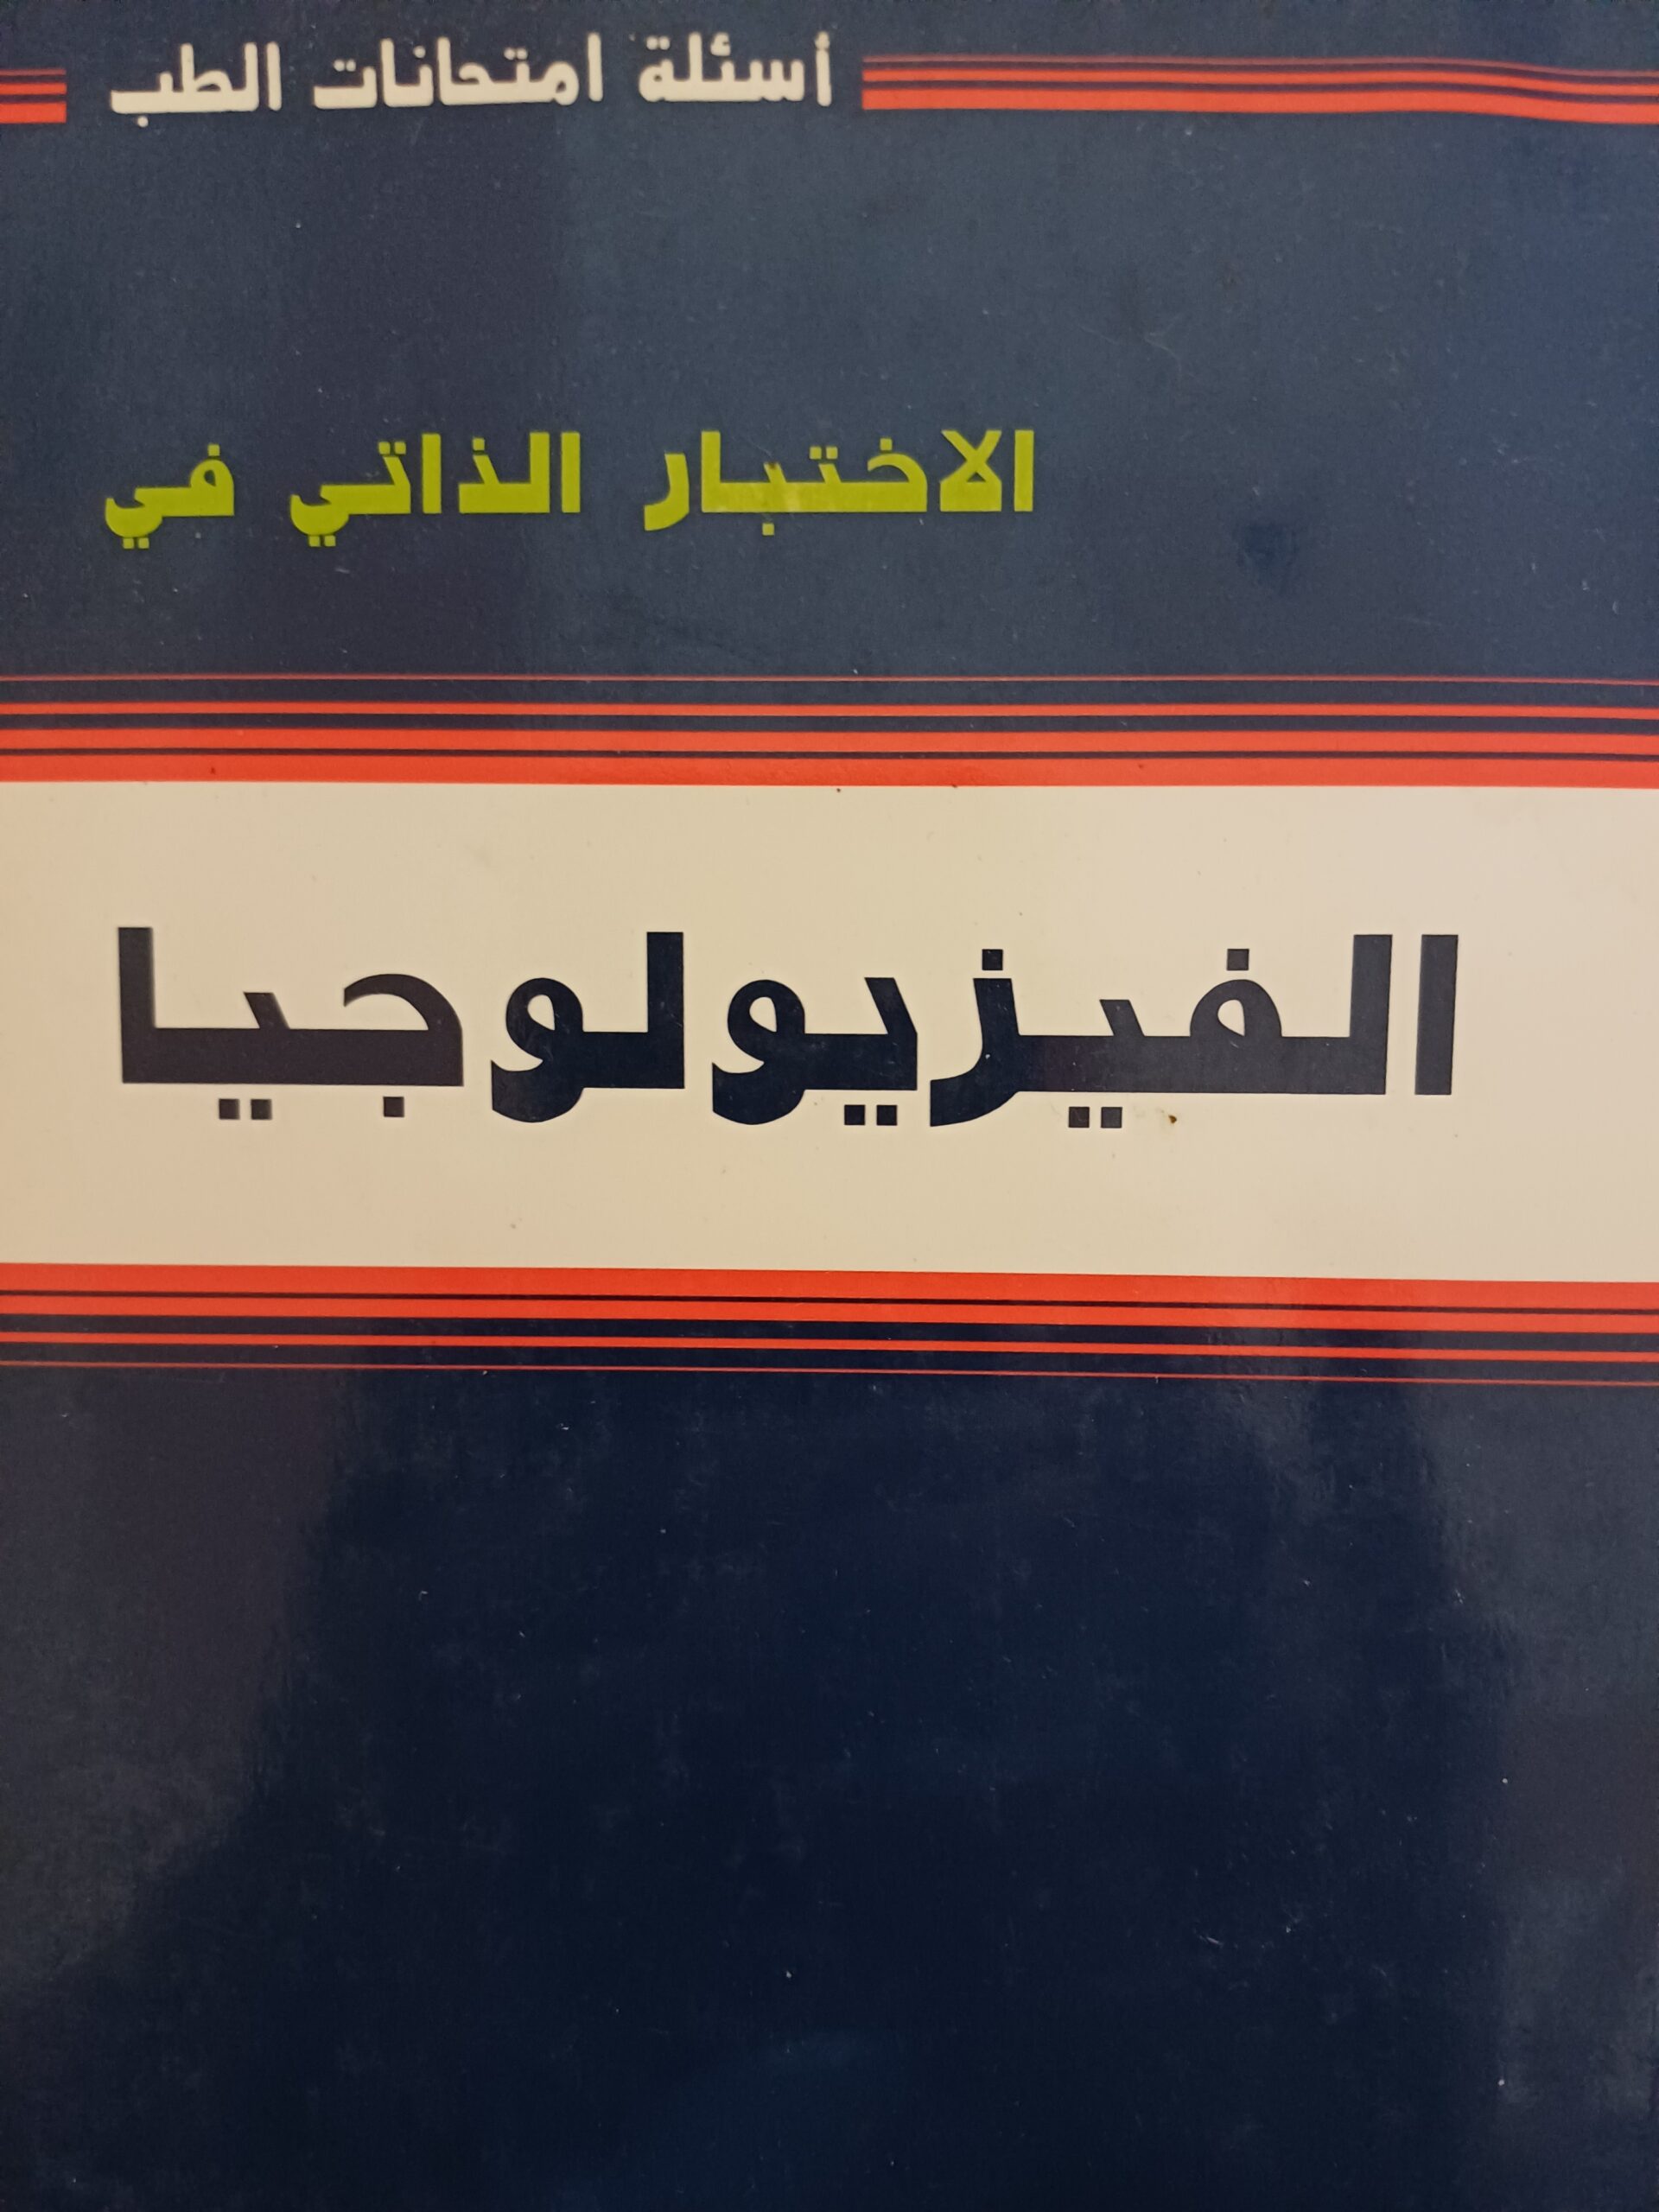 أسئلة امتحانات الطب
الاختبار الذاتي في
الفيزيولوجيا